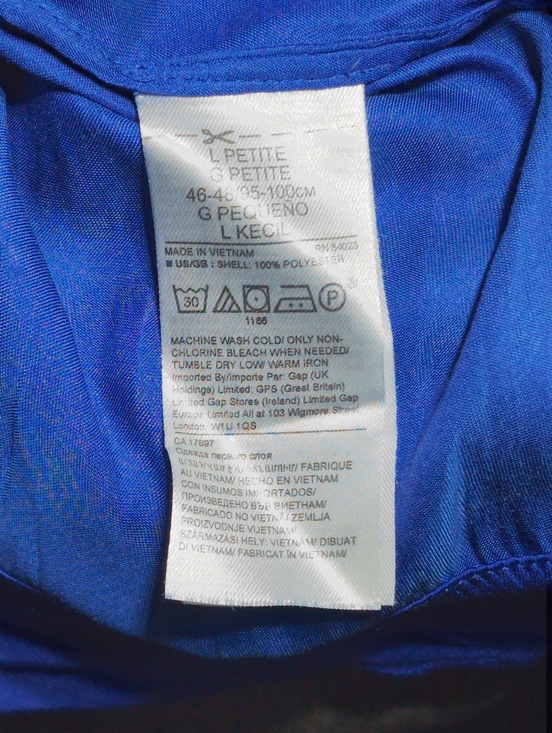 L PETITE
G PETITE
46-48/95-100CM
G PEQUEÑO
L KECIL
MADE IN VIETNAM RN 54023
■ US/GB : SHELL: 100% POLYESTER
30 P
1166
MACHINE WASH COLD/ ONLY NON-
CHLORINE BLEACH WHEN NEEDED/
TUMBLE DRY LOW/ WARM IRON
Imported By/Importe Par: Gap (UK
Holdings) Limited: GPS (Great Britain)
Limited Gap Stores (Ireland) Limited Gap
Europe Limited All at 103 Wigmore Street
London. W1U 1QS
CA 17897
Одежда первого слоя
FABRIQUE
AU VIETNAM/ HECHO EN VIETNAM
CON INSUMOS IMPORTADOS/
ПРОИЗВЕДЕНО ВЪВ ВИЕТНАМ/
FABRICADO NO VIETNÃ/ ZEMLJA
PROIZVODNJE VIJETNAM/
SZÁRMAZÁSI HELY: VIETNAM/ DIBUAT
DI VIETNAM/ FABRICAT ÎN VIETNAM/